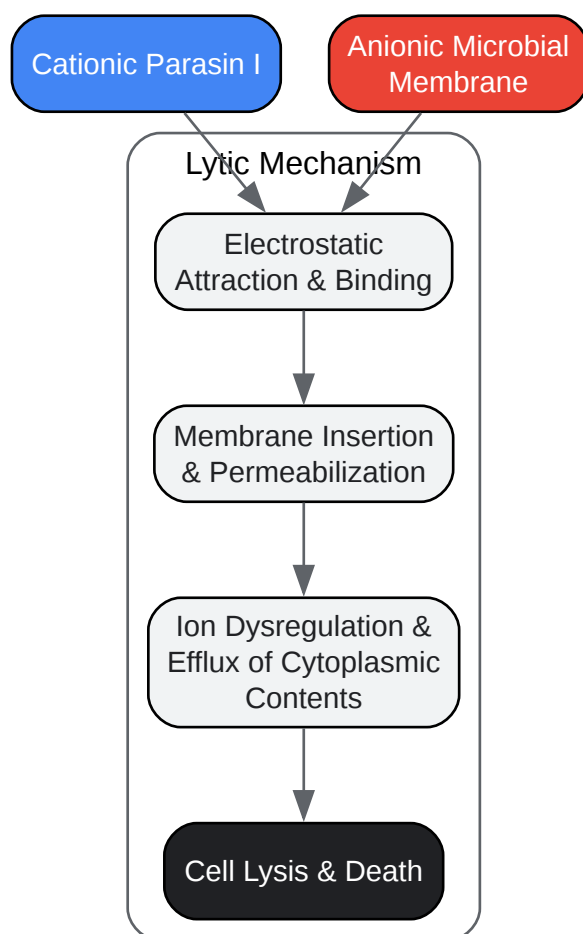 Cationic Parasin I
Anionic Microbial
Membrane
Lytic Mechanism
Electrostatic
Attraction & Binding
Membrane Insertion
& Permeabilization
Ion Dysregulation &
Efflux of Cytoplasmic
Contents
Cell Lysis & Death